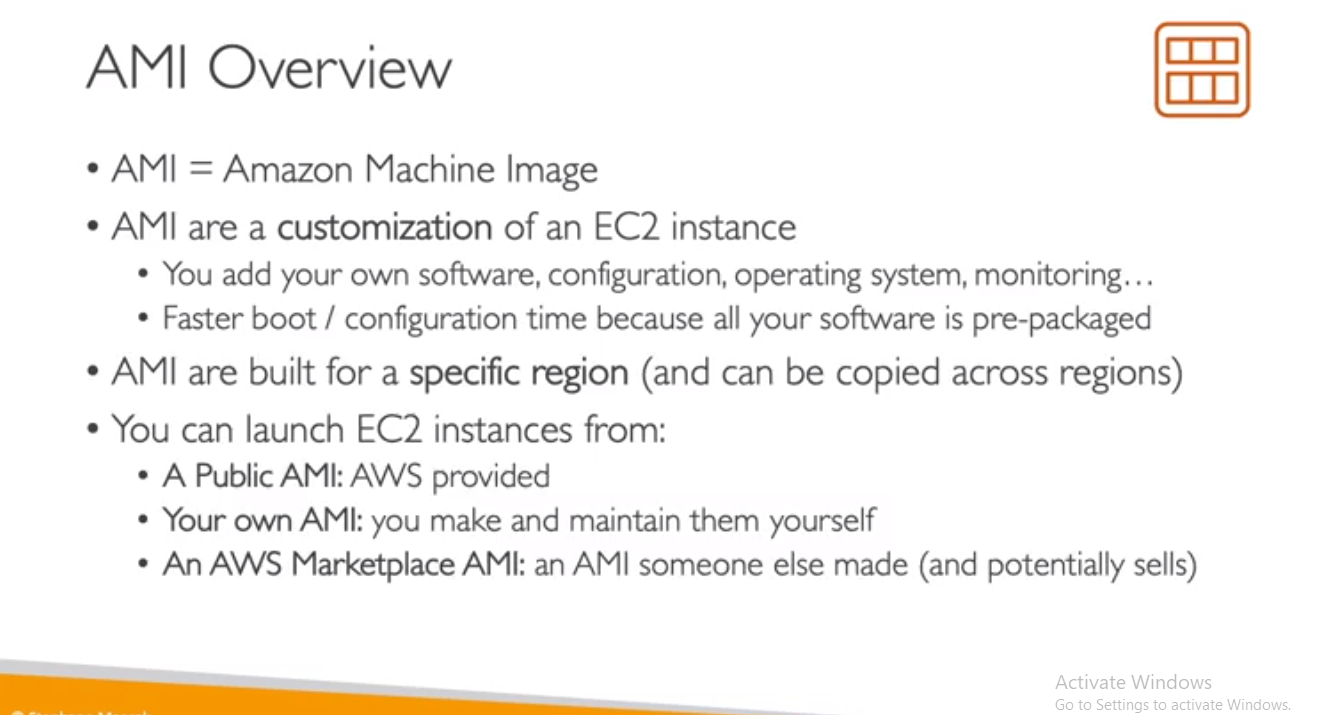 AMI Overview
• AMI = Amazon Machine Image
• AMI are a customization of an EC2 instance
• You add your own software, configuration, operating system, monitoring…
• Faster boot / configuration time because all your software is pre-packaged
• AMI are built for a specific region (and can be copied across regions)
• You can launch EC2 instances from:
• A Public AMI: AWS provided
• Your own AMI: you make and maintain them yourself
• An AWS Marketplace AMI: an AMI someone else made (and potentially sells)
Activate Windows
Go to Settings to activate Windows.